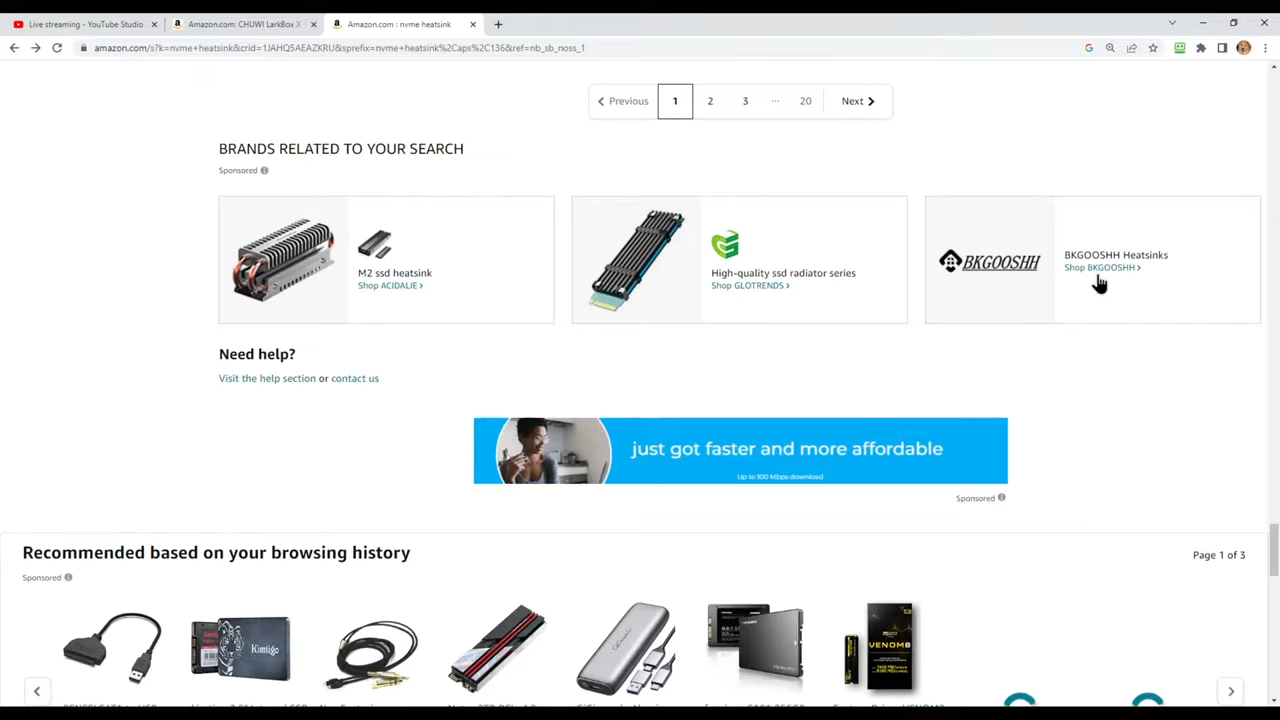 Live streaming - YouTube Studio
Amazon.com: CHUWI LarkBox X
Amazon.com : nvme heatsink
amazon.com/s?k=nvme+heatsink&crid=1JAHQ5AEAZKRU&sprefix=nvme+heatsink%2Caps%2C136&ref=nb_sb_noss_1
Previous 1 2 3 ... 20 Next
BRANDS RELATED TO YOUR SEARCH
Sponsored
M2 ssd heatsink
Shop ACIDALIE
High-quality ssd radiator series
Shop GLOTRENDS
BKGOOSHH
BKGOOSHH Heatsinks
Shop BKGOOSHH
Need help?
Visit the help section or contact us
just got faster and more affordable
Up to 100 Mbps download
Sponsored
Recommended based on your browsing history
Page 1 of 3
Sponsored
Kimtigo
VENOM8